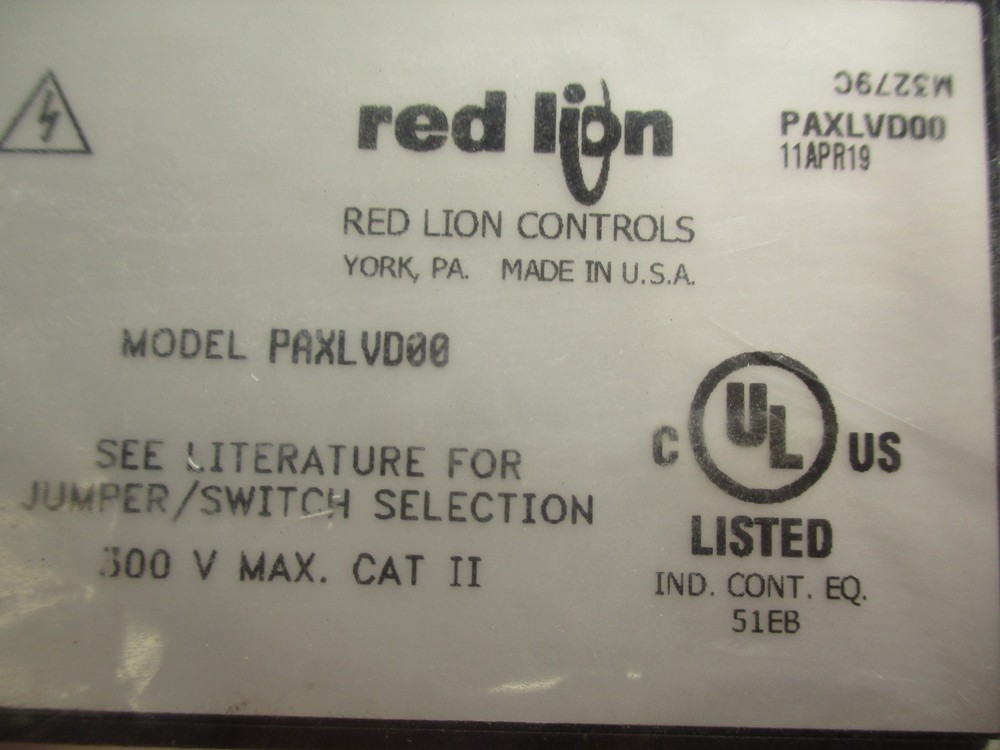 M3279C
PAXLVD00
11APR19
red lion
RED LION CONTROLS
YORK, PA. MADE IN U.S.A.
MODEL PAXLVD00
SEE LITERATURE FOR
JUMPER/SWITCH SELECTION
300 V MAX. CAT II
C UL US
LISTED
IND. CONT. EQ.
51EB